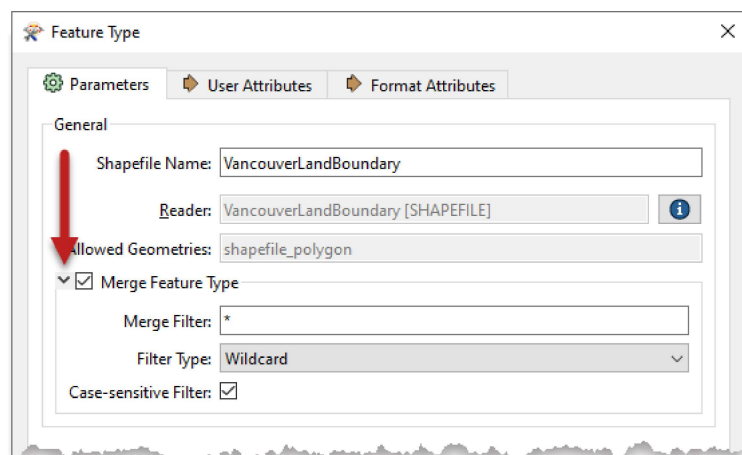 Feature Type
Parameters User Attributes Format Attributes
General
Shapefile Name: VancouverLandBoundary
Reader: VancouverLandBoundary [SHAPEFILE]
Allowed Geometries: shapefile_polygon
Merge Feature Type
Merge Filter: *
Filter Type: Wildcard
Case-sensitive Filter: